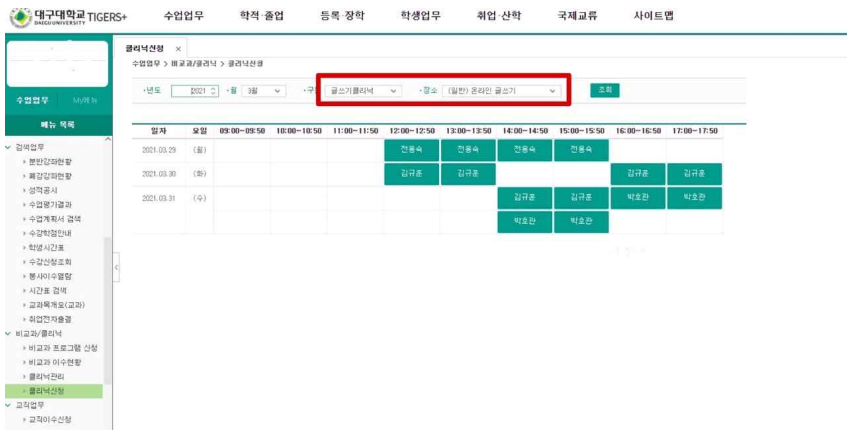 대구대학교 TIGERS+
DAEGU UNIVERSITY
수업업무 학적·졸업 등록·장학 학생업무 취업·산학 국제교류 사이트맵
클리닉신청 ×
수업업무 > 비교과/클리닉 > 클리닉신청
·년도 2021 ·월 3월 ·구분 글쓰기클리닉 ·장소 (일반) 온라인 글쓰기 조회
수업업무 My메뉴
메뉴 목록
일자 요일 09:00~09:50 10:00~10:50 11:00~11:50 12:00~12:50 13:00~13:50 14:00~14:50 15:00~15:50 16:00~16:50 17:00~17:50
2021.03.29 (월) 전용숙 전용숙 전용숙 전용숙
2021.03.30 (화) 김규훈 김규훈 김규훈 김규훈
2021.03.31 (수) 김규훈 김규훈 박호관 박호관
박호관 박호관
검색업무
분반강좌현황
폐강강좌현황
성적공시
수업평가결과
수업계획서 검색
수강학점안내
학생시간표
수강신청조회
봉사이수열람
시간표 검색
교과목개요(교과)
취업전자출결
비교과/클리닉
비교과 프로그램 신청
비교과 이수현황
클리닉관리
클리닉신청
교직업무
교직이수신청